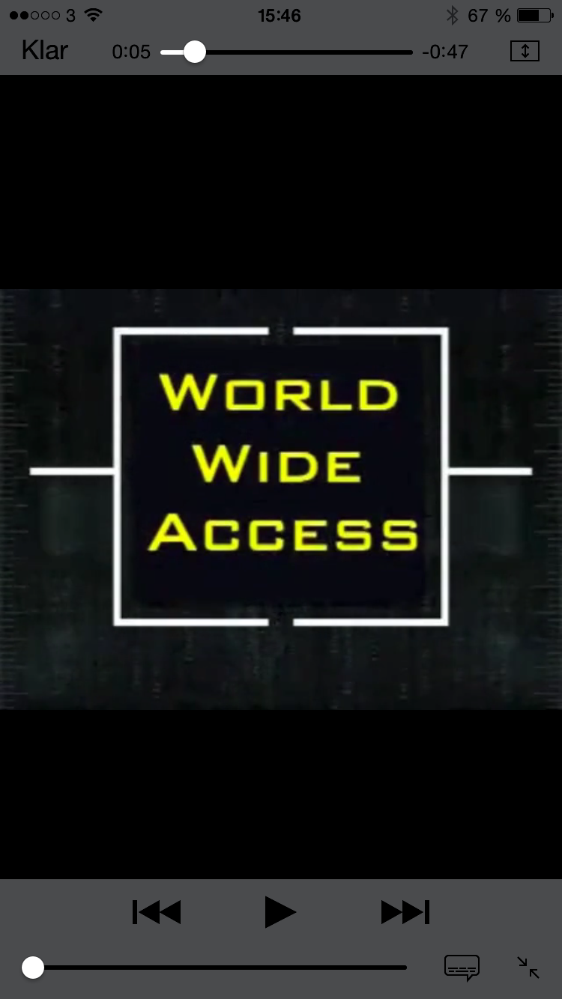 3 15:46 67 %
Klar 0:05 -0:47
WORLD
WIDE
ACCESS